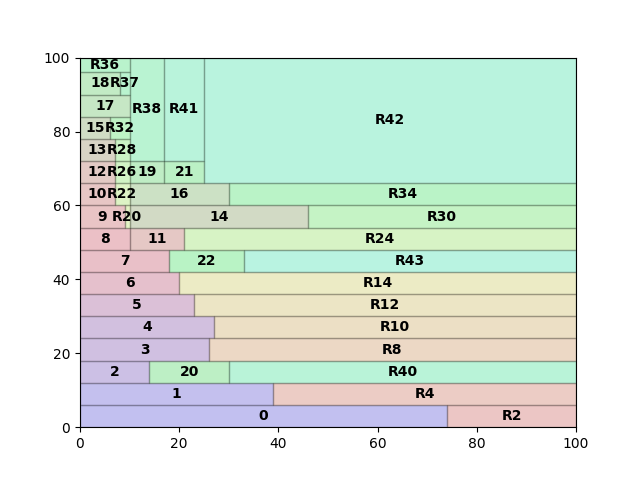 100
R36
18 R37
17
R38 R41
R42
15 R32
80
13 R28
12 R26 19 21
10 R22 16 R34
60
9 R20 14 R30
8 11 R24
7 22 R43
40
6 R14
5 R12
4 R10
3 R8
20
2 20 R40
1 R4
0 R2
0
0 20 40 60 80 100